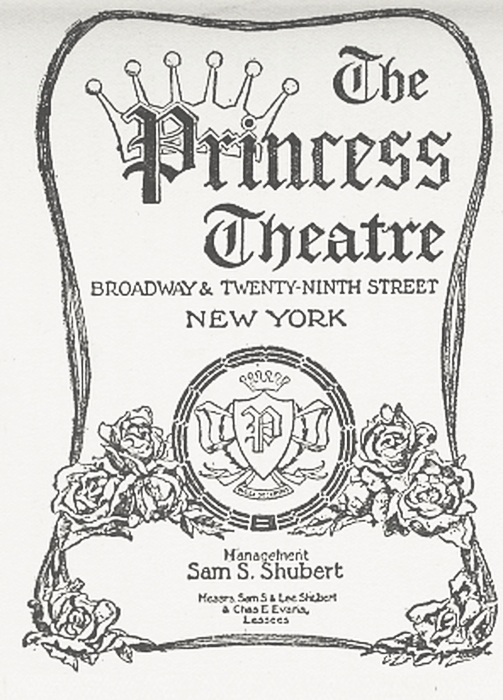 The
Princess
Theatre
BROADWAY & TWENTY-NINTH STREET
NEW YORK
P
Management
Sam S. Shubert
Messrs. Sam S & Lee Shubert
& Chas E Evans,
Lessees